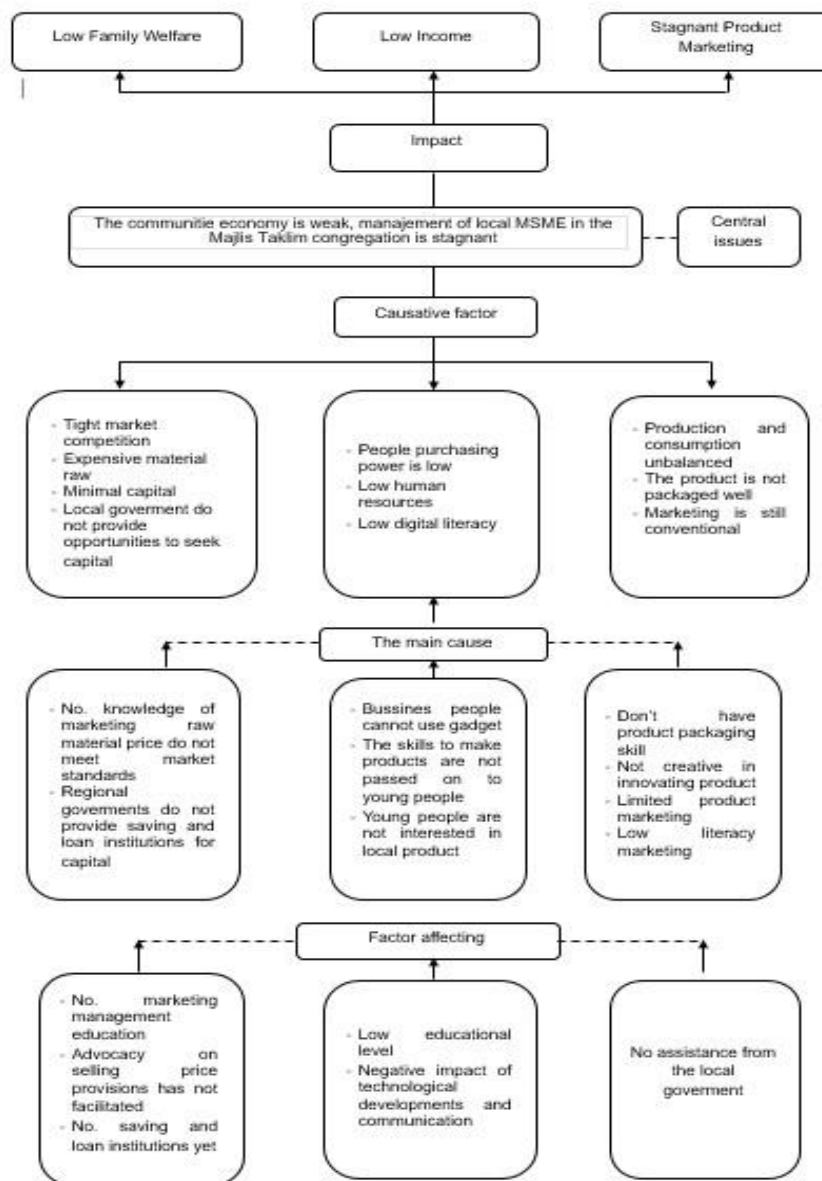 Low Family Welfare
Low Income
Stagnant Product
Marketing
Impact
The communitie economy is weak, manajement of local MSME in the
Majlis Taklim congregation is stagnant
Central
issues
Causative factor
- Tight market
competition
- Expensive material
raw
- Minimal capital
- Local goverment do
not provide
opportunities to seek
capital
- People purchasing
power is low
- Low human
resources
- Low digital literacy
- Production and
consumption
unbalanced
- The product is not
packaged well
- Marketing is still
conventional
The main cause
- No. knowledge of
marketing raw
material price do not
meet market
standards
- Regional
goverments do not
provide saving and
loan institutions for
capital
- Bussines people
cannot use gadget
- The skills to make
products are not
passed on to
young people
- Young people are
not interested in
local product
- Don't have
product packaging
skill
- Not creative in
innovating product
- Limited product
marketing
- Low literacy
marketing
Factor affecting
- No. marketing
management
education
- Advocacy on
selling price
provisions has not
facilitated
- No. saving and
loan institutions yet
- Low educational
level
- Negative impact of
technological
developments and
communication
No assistance from
the local
goverment